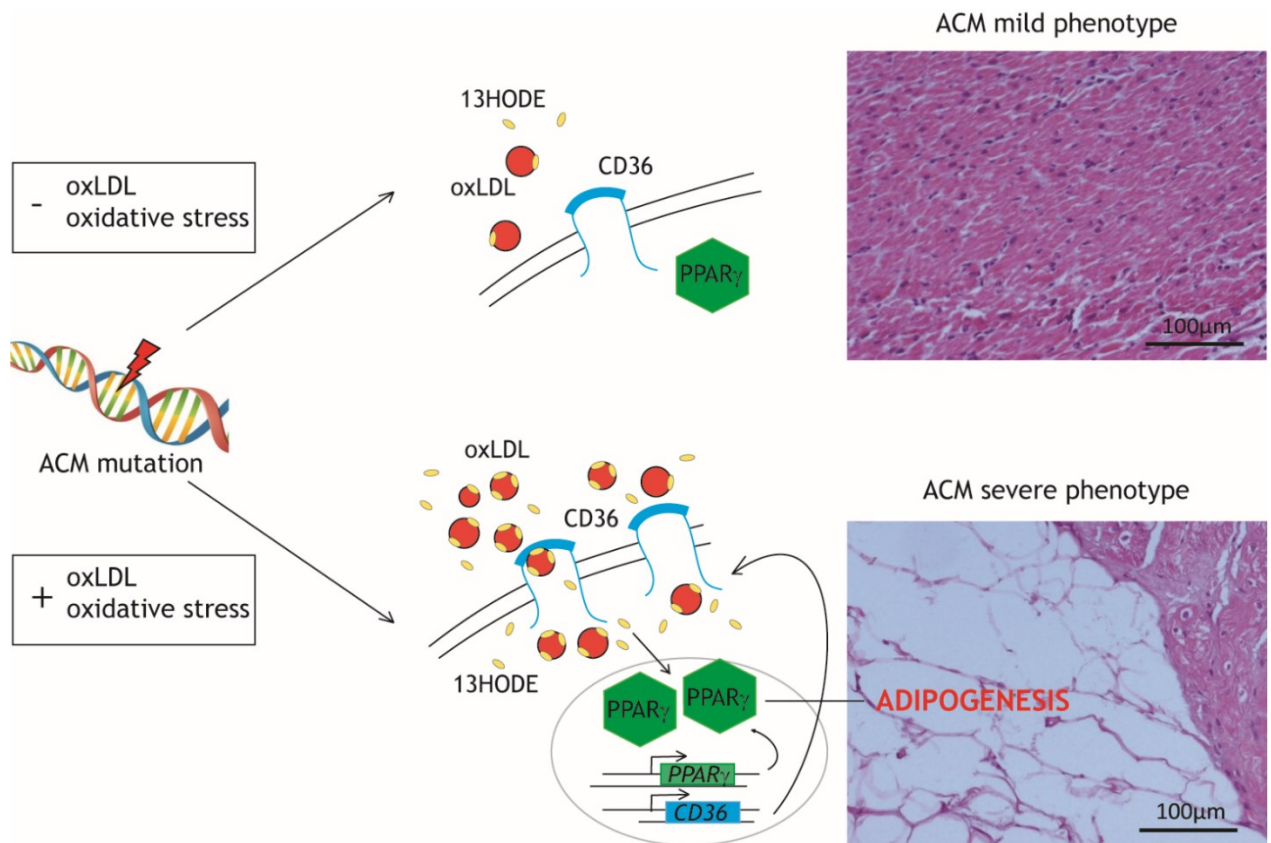 ACM mild phenotype
13HODE
oxLDL
CD36
PPARγ
100µm
- oxLDL
oxidative stress
ACM mutation
+ oxLDL
oxidative stress
oxLDL
CD36
13HODE
PPARγ
PPARγ
PPARγ
CD36
ACM severe phenotype
ADIPOGENESIS
100µm